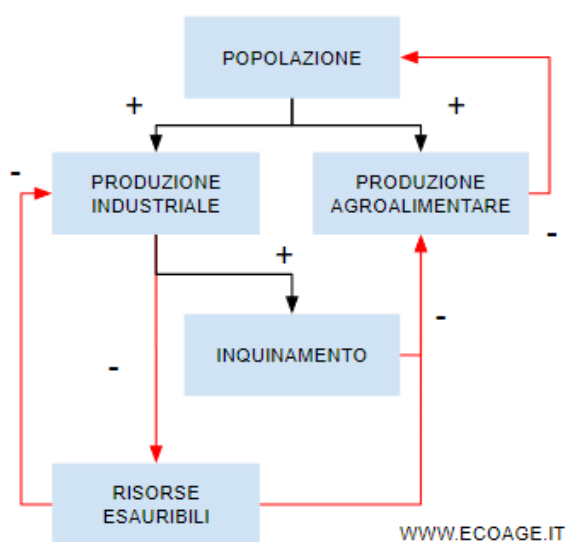 POPOLAZIONE
+ +
-
PRODUZIONE
INDUSTRIALE
PRODUZIONE
AGROALIMENTARE
-
+
-
INQUINAMENTO
-
RISORSE
ESAURIBILI
WWW.ECOAGE.IT